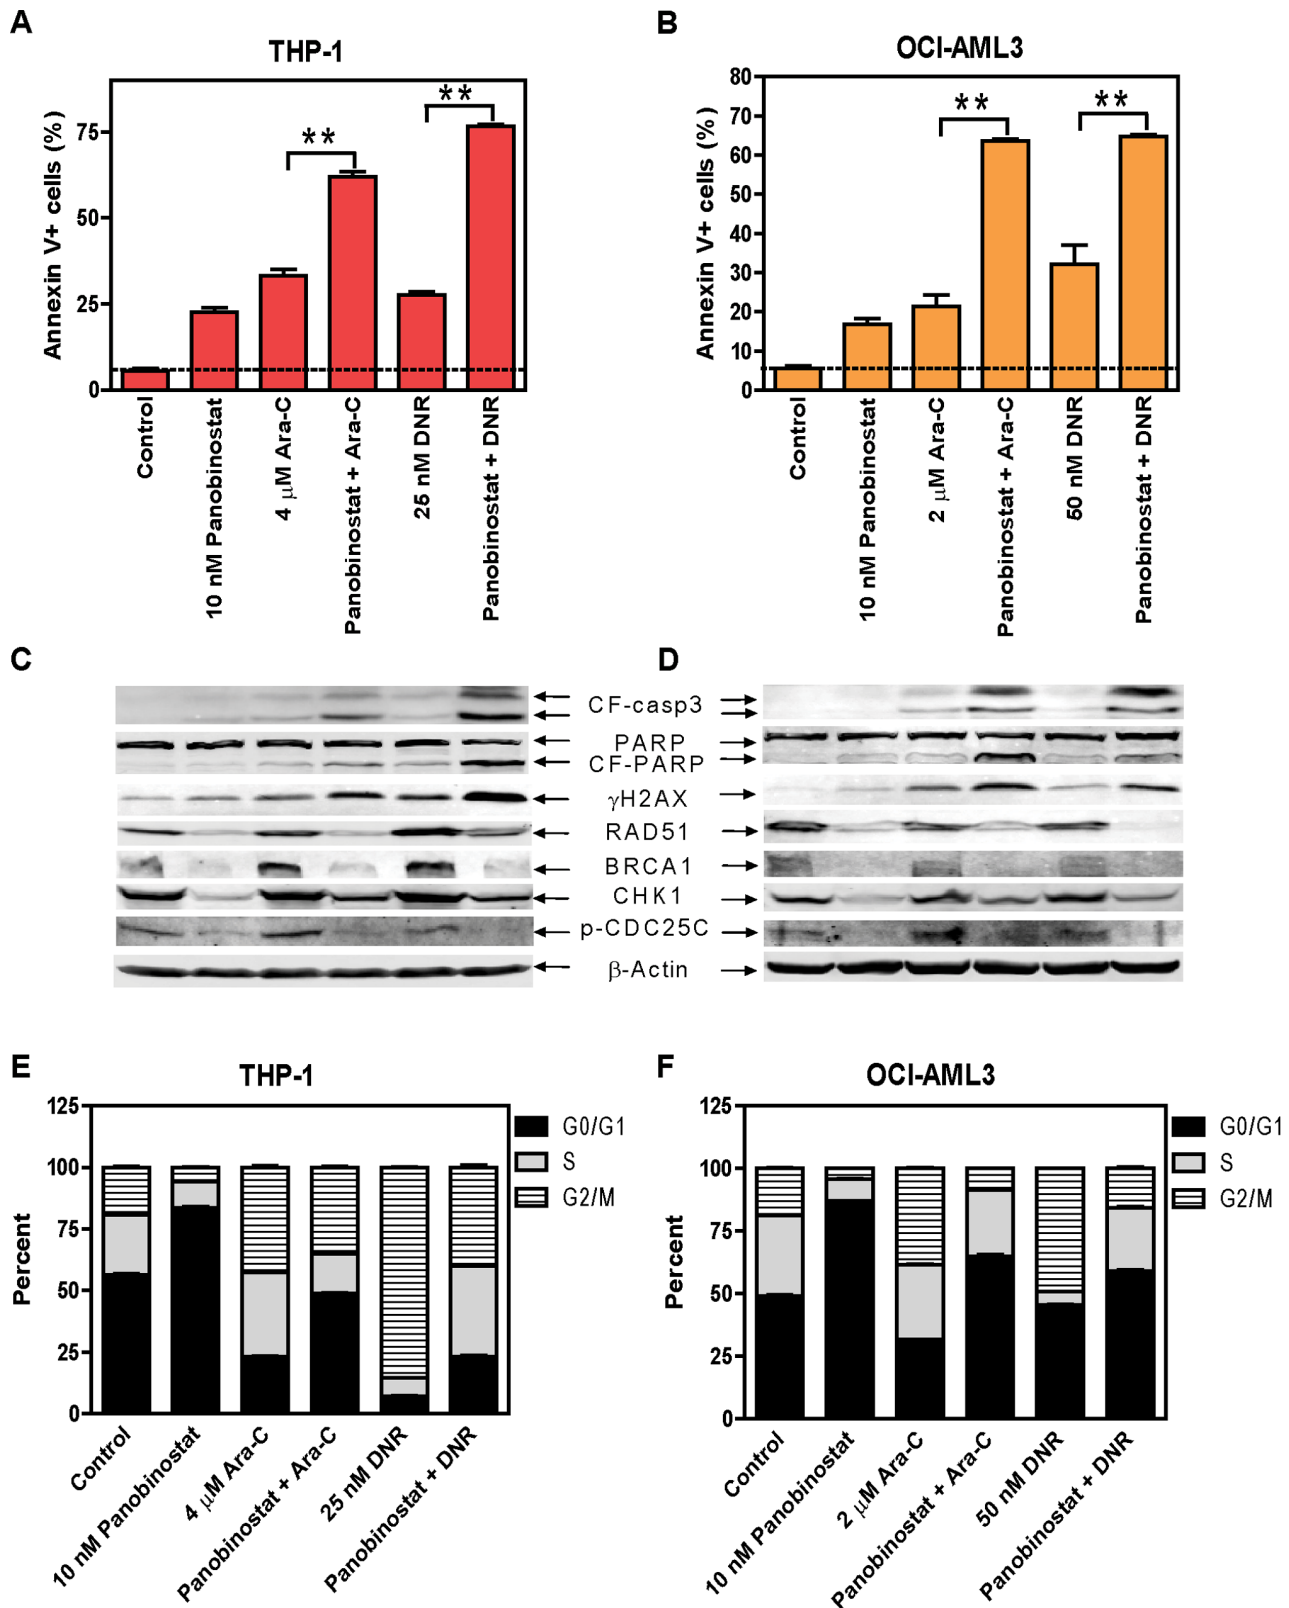 A
THP-1
Annexin V+ cells (%)
75
50
25
0
**
**
Control
10 nM Panobinostat
4 μM Ara-C
Panobinostat + Ara-C
25 nM DNR
Panobinostat + DNR
B
OCI-AML3
Annexin V+ cells (%)
80
70
60
50
40
30
20
10
0
**
**
Control
10 nM Panobinostat
2 μM Ara-C
Panobinostat + Ara-C
50 nM DNR
Panobinostat + DNR
C
D
CF-casp3
PARP
CF-PARP
γH2AX
RAD51
BRCA1
CHK1
p-CDC25C
β-Actin
E
THP-1
Percent
125
100
75
50
25
0
G0/G1
S
G2/M
Control
10 nM Panobinostat
4 μM Ara-C
Panobinostat + Ara-C
25 nM DNR
Panobinostat + DNR
F
OCI-AML3
Percent
125
100
75
50
25
0
G0/G1
S
G2/M
Control
10 nM Panobinostat
2 μM Ara-C
Panobinostat + Ara-C
50 nM DNR
Panobinostat + DNR